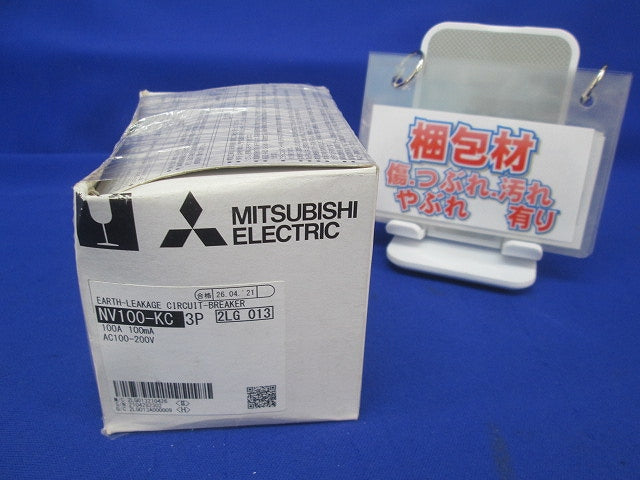 MITSUBISHI
ELECTRIC
合格 26.04.'21
EARTH-LEAKAGE CIRCUIT-BREAKER
NV100-KC 3P 2LG 013
100A 100mA
AC100-200V
梱包材
傷.つぶれ.汚れ
やぶれ 有り